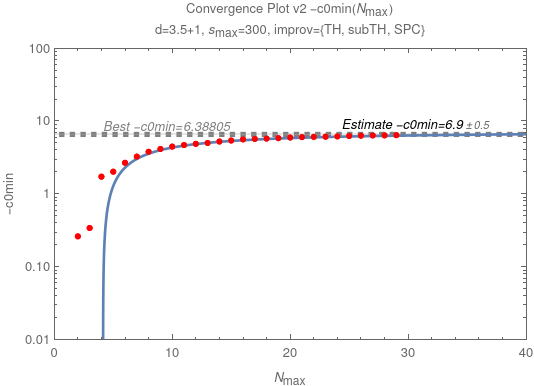 Convergence Plot v2 −c0min(Nmax)
d=3.5+1, smax=300, improv={TH, subTH, SPC}
100
10
1
0.10
0.01
−c0min
Best −c0min=6.38805
Estimate −c0min=6.9 ± 0.5
0 10 20 30 40
Nmax